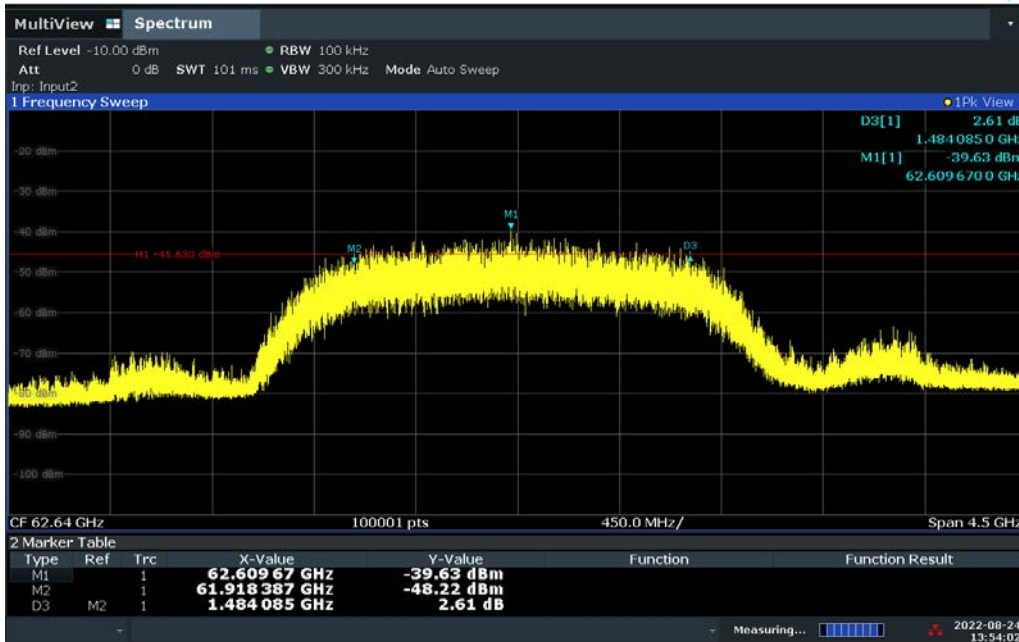 MultiView Spectrum
Ref Level -10.00 dBm RBW 100 kHz
Att 0 dB SWT 101 ms VBW 300 kHz Mode Auto Sweep
Inp: Input2
1 Frequency Sweep 1Pk View
D3[1] 2.61 dB
1.484 085 0 GHz
M1[1] -39.63 dBm
62.609 670 0 GHz
-20 dBm
-30 dBm
M1
-40 dBm
M2 D3
H1 -45.630 dBm
-50 dBm
-60 dBm
-70 dBm
-80 dBm
-90 dBm
-100 dBm
CF 62.64 GHz 100001 pts 450.0 MHz/ Span 4.5 GHz
2 Marker Table
Type Ref Trc X-Value Y-Value Function Function Result
M1 1 62.609 67 GHz -39.63 dBm
M2 1 61.918 387 GHz -48.22 dBm
D3 M2 1 1.484 085 GHz 2.61 dB
Measuring... 2022-08-24
13:54:02